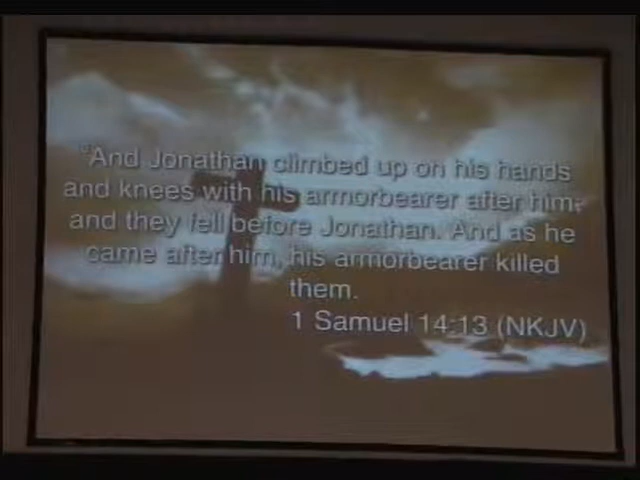 "And Jonathan climbed up on his hands
and knees with his armorbearer after him;
and they fell before Jonathan. And as he
came after him, his armorbearer killed
them.
1 Samuel 14:13 (NKJV)